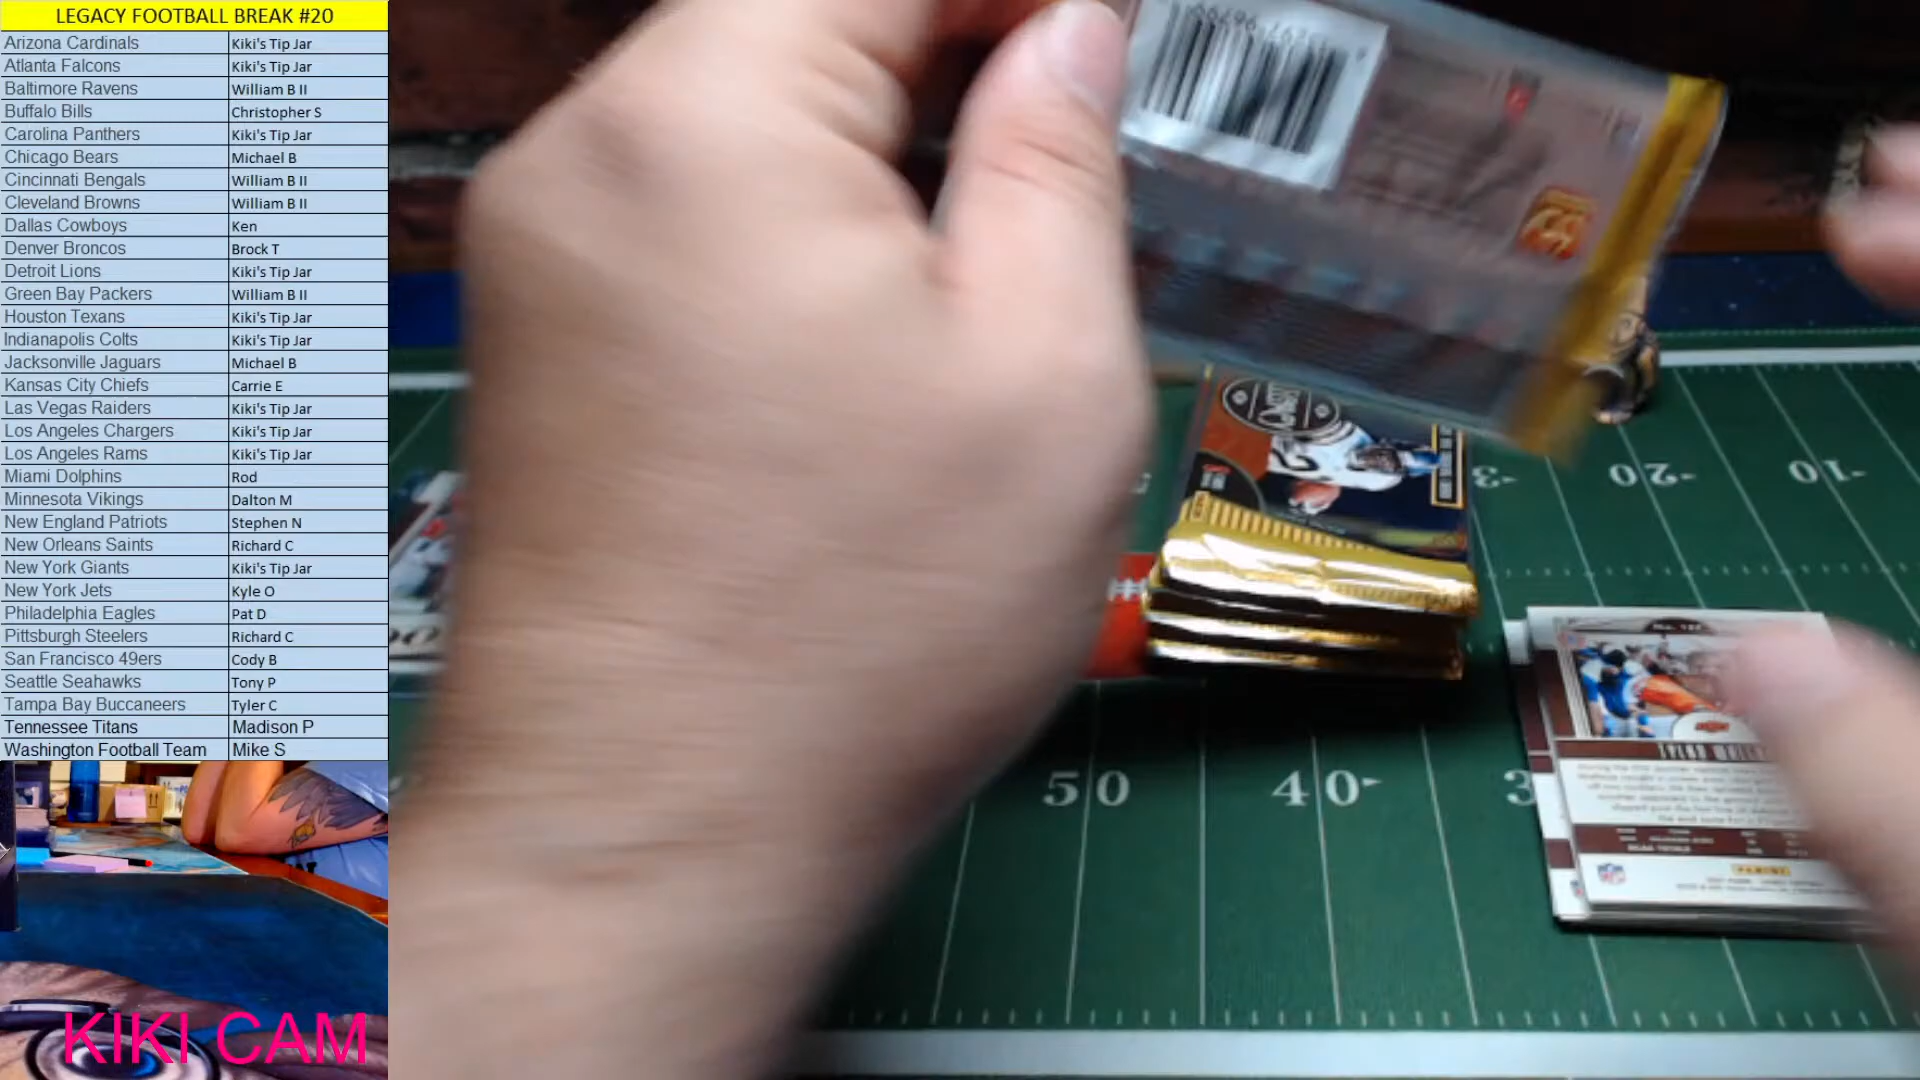 LEGACY FOOTBALL BREAK #20
Arizona Cardinals Kiki's Tip Jar
Atlanta Falcons Kiki's Tip Jar
Baltimore Ravens William B II
Buffalo Bills Christopher S
Carolina Panthers Kiki's Tip Jar
Chicago Bears Michael B
Cincinnati Bengals William B II
Cleveland Browns William B II
Dallas Cowboys Ken
Denver Broncos Brock T
Detroit Lions Kiki's Tip Jar
Green Bay Packers William B II
Houston Texans Kiki's Tip Jar
Indianapolis Colts Kiki's Tip Jar
Jacksonville Jaguars Michael B
Kansas City Chiefs Carrie E
Las Vegas Raiders Kiki's Tip Jar
Los Angeles Chargers Kiki's Tip Jar
Los Angeles Rams Kiki's Tip Jar
Miami Dolphins Rod
Minnesota Vikings Dalton M
New England Patriots Stephen N
New Orleans Saints Richard C
New York Giants Kiki's Tip Jar
New York Jets Kyle O
Philadelphia Eagles Pat D
Pittsburgh Steelers Richard C
San Francisco 49ers Cody B
Seattle Seahawks Tony P
Tampa Bay Buccaneers Tyler C
Tennessee Titans Madison P
Washington Football Team Mike S
KIKI CAM
20 10
50 40
PANINI